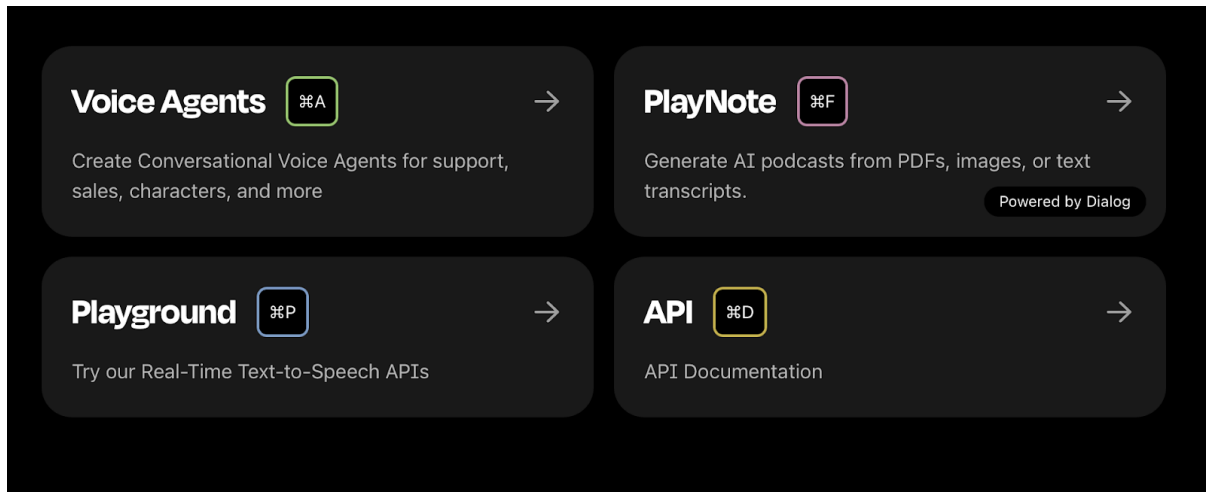 Voice Agents ⌘A
Create Conversational Voice Agents for support,
sales, characters, and more
PlayNote ⌘F
Generate AI podcasts from PDFs, images, or text
transcripts.
Powered by Dialog
Playground ⌘P
Try our Real-Time Text-to-Speech APIs
API ⌘D
API Documentation